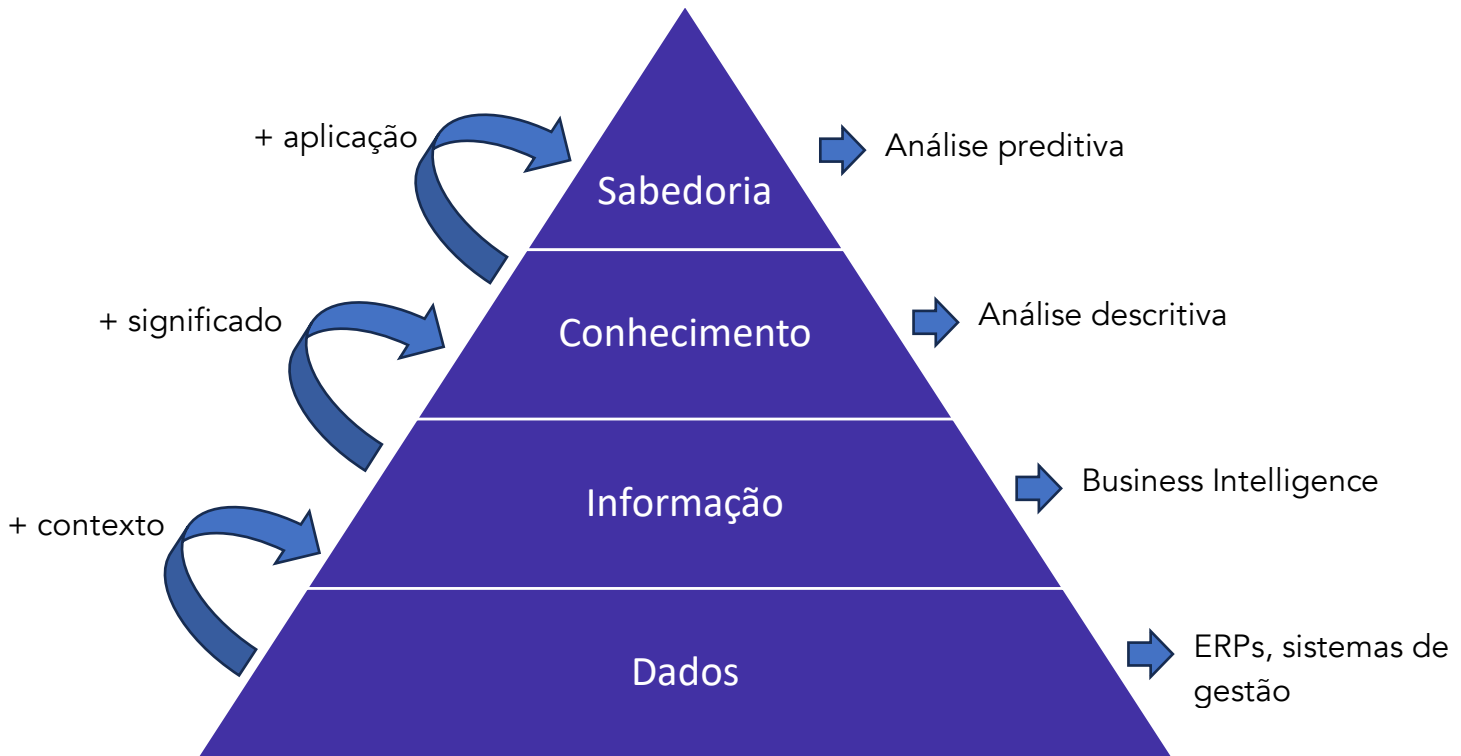 + aplicação
Sabedoria
Análise preditiva
+ significado
Conhecimento
Análise descritiva
+ contexto
Informação
Business Intelligence
Dados
ERPs, sistemas de
gestão